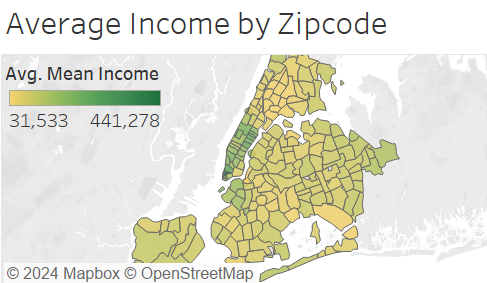 Average Income by Zipcode
Avg. Mean Income
31,533 441,278
© 2024 Mapbox © OpenStreetMap